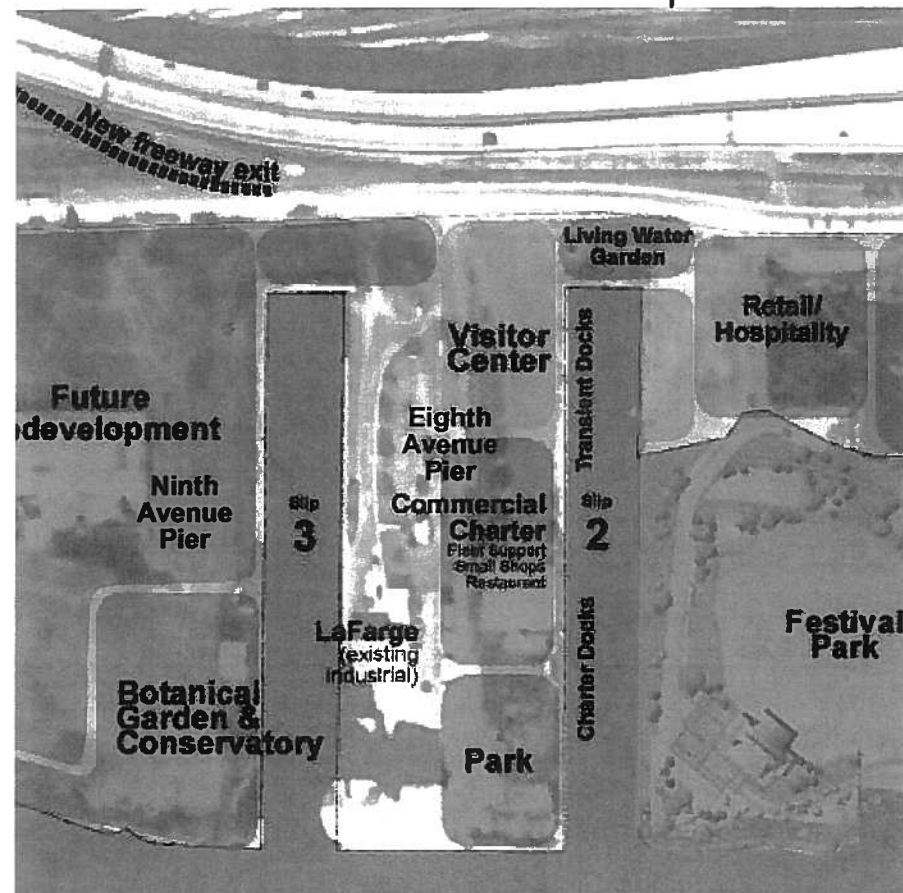 New freeway exit
Living Water
Garden
Retail/
Hospitality
Visitor
Center
Transient Docks
Future
edevelopment
Eighth
Avenue
Pier
Ninth
Avenue
Pier
Slip
3
Commercial
Charter
Fleet Support
Small Shops
Restaurant
Slip
2
LaFarge
(existing
industrial)
Charter Docks
Festival
Park
Botanical
Garden &
Conservatory
Park